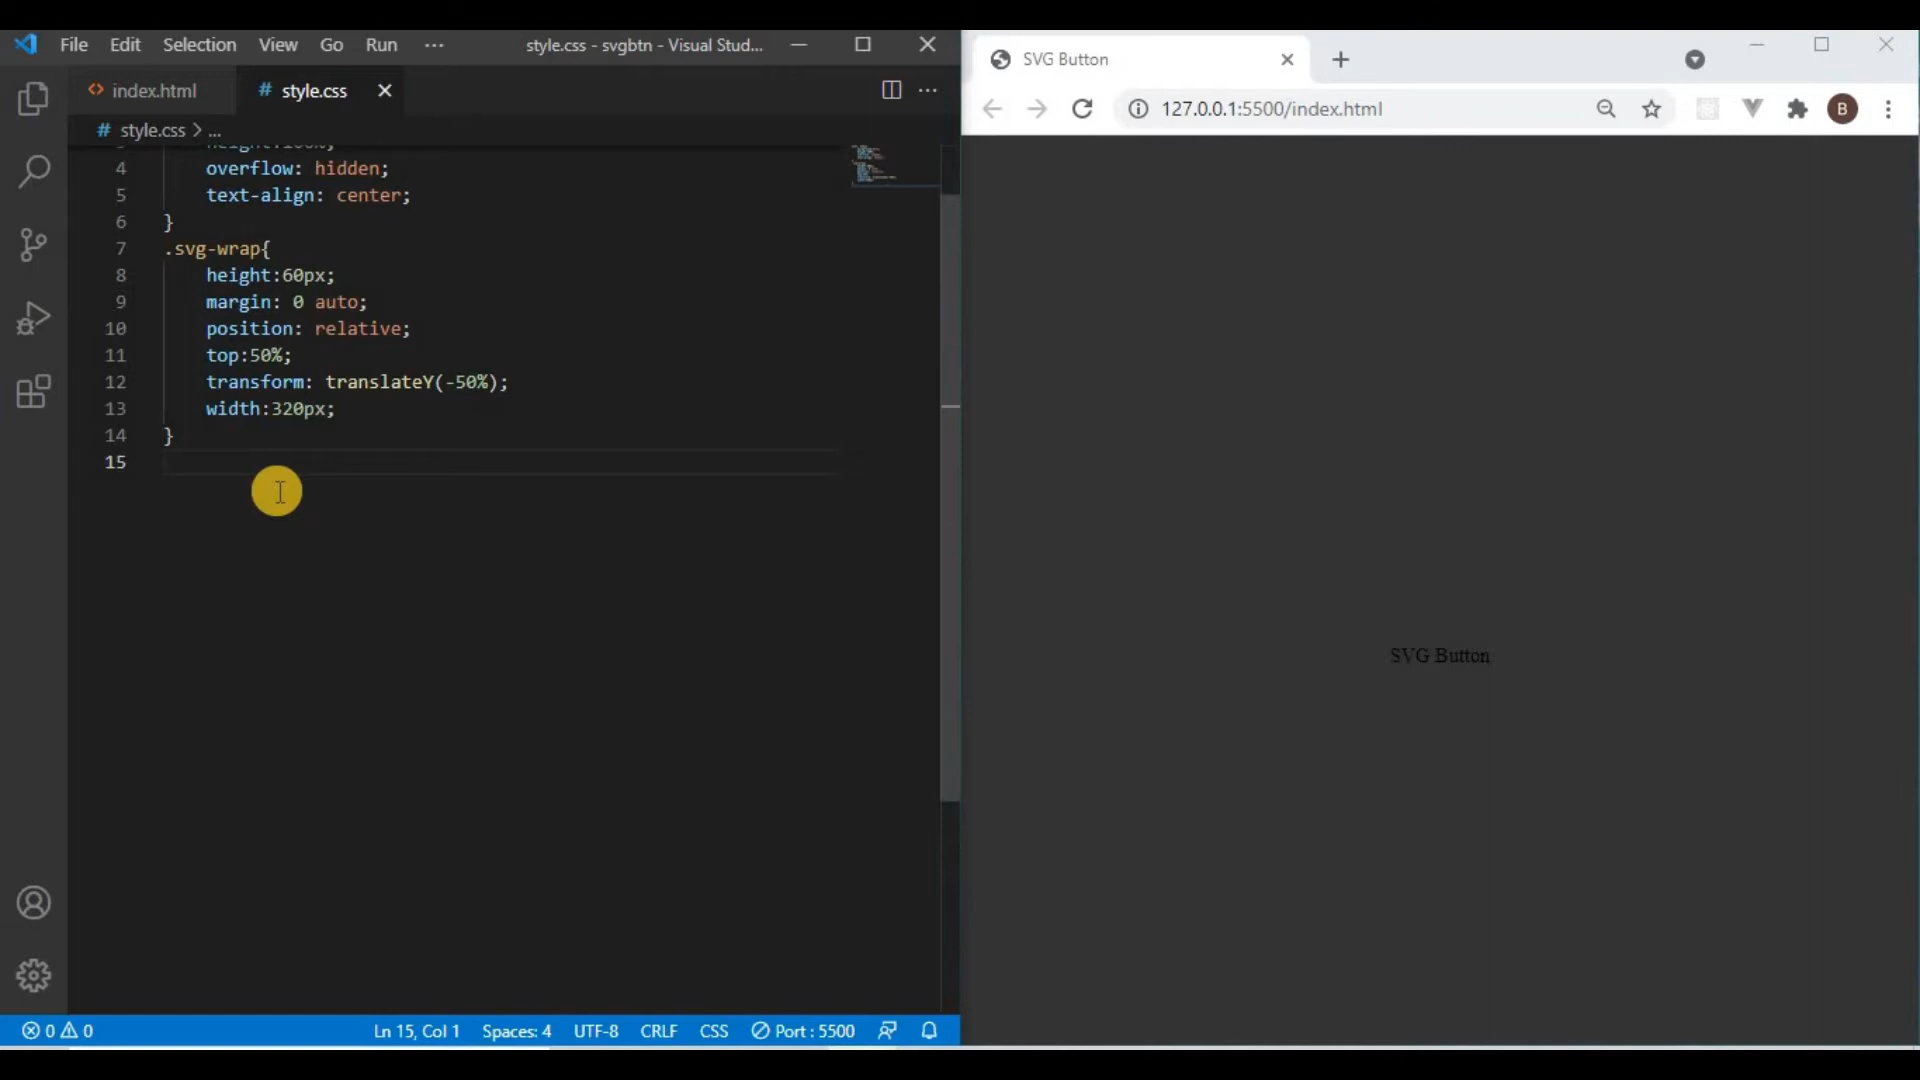 File Edit Selection View Go Run ··· style.css - svgbtn - Visual Stud...
index.html # style.css
# style.css > ...
4 overflow: hidden;
5 text-align: center;
6 }
7 .svg-wrap{
8 height:60px;
9 margin: 0 auto;
10 position: relative;
11 top:50%;
12 transform: translateY(-50%);
13 width:320px;
14 }
15
0 0 Ln 15, Col 1 Spaces: 4 UTF-8 CRLF CSS Port : 5500
SVG Button
127.0.0.1:5500/index.html
B
SVG Button